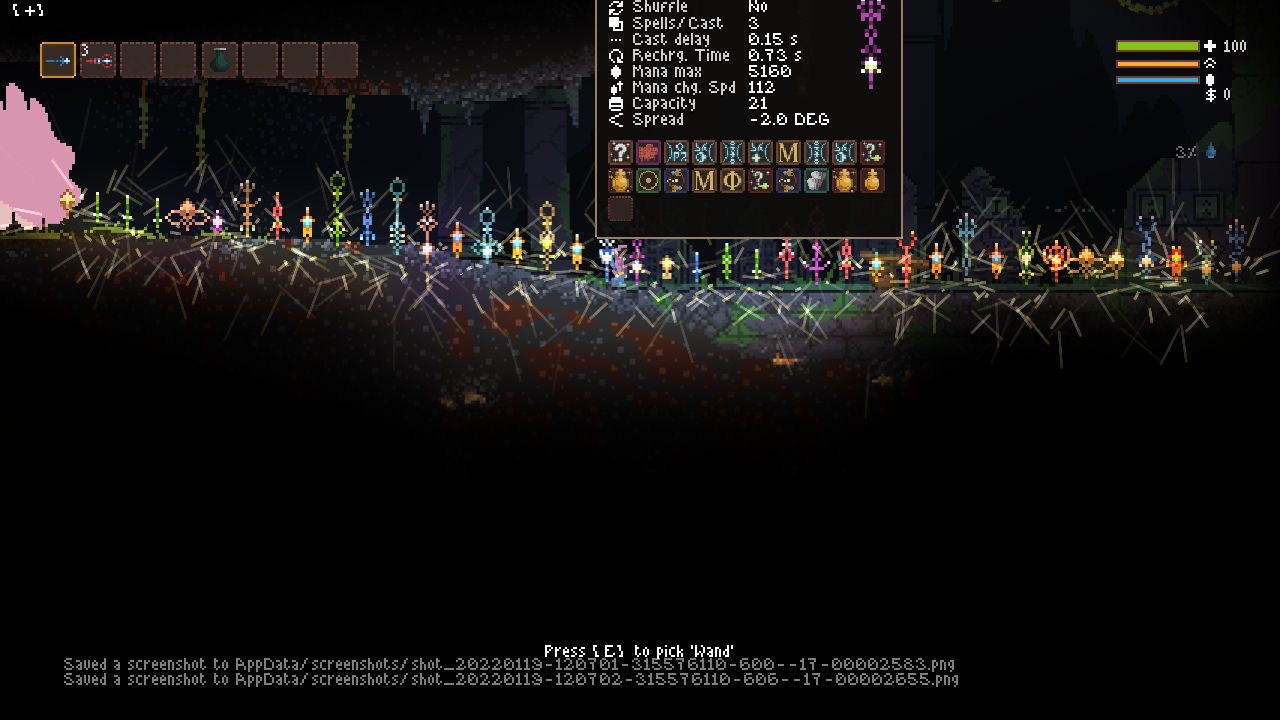 [+]
Shuffle No
Spells/Cast 3
Cast delay 0.15 s
Rechrg. Time 0.73 s
Mana max 5160
Mana chg. Spd 112
Capacity 21
Spread -2.0 DEG
3
100
$ 0
3%
Press [E] to pick 'Wand'
Saved a screenshot to AppData/screenshots/shot_20220119-120701-315576110-600--17-00002583.png
Saved a screenshot to AppData/screenshots/shot_20220119-120702-315576110-606--17-00002655.png